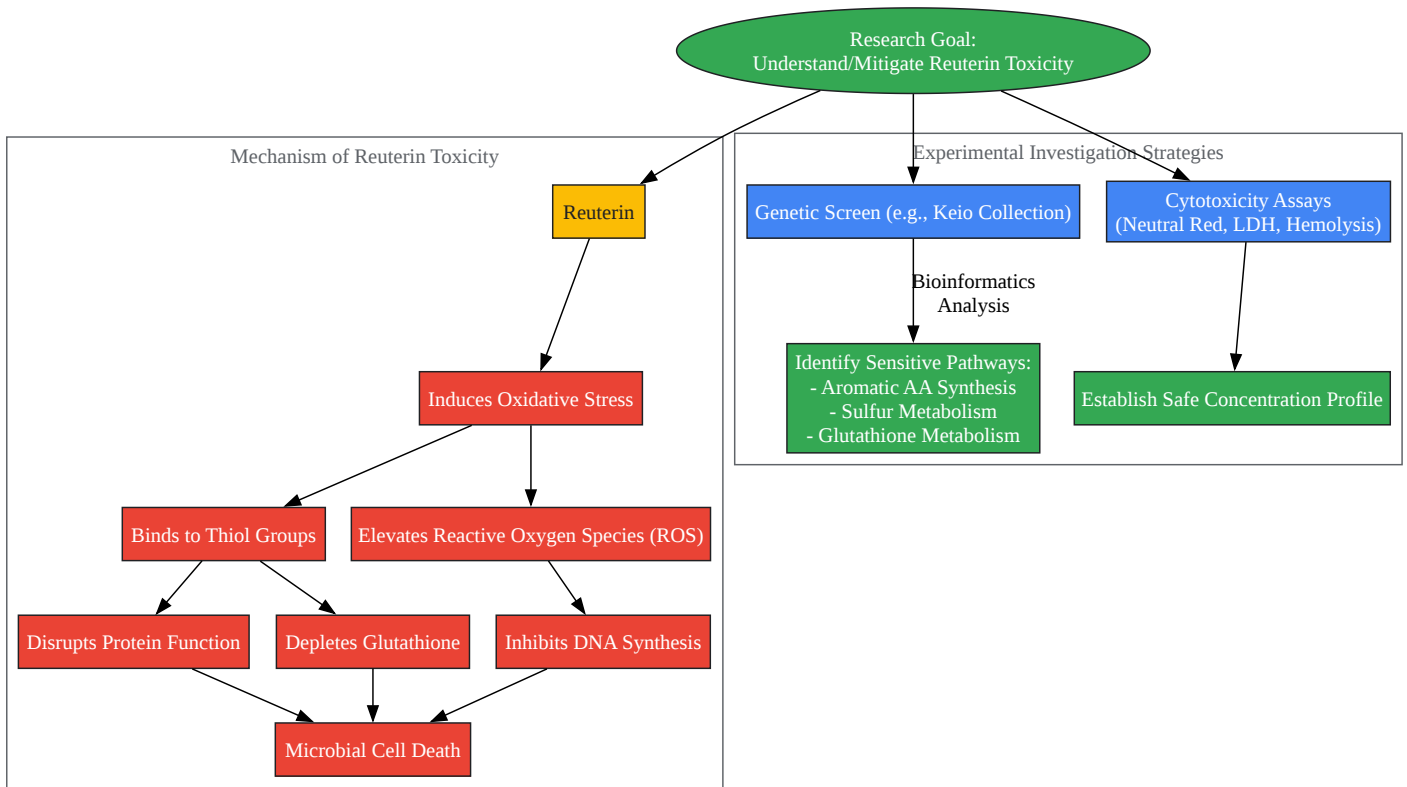 Research Goal:
Understand/Mitigate Reuterin Toxicity
Mechanism of Reuterin Toxicity
Experimental Investigation Strategies
Reuterin
Genetic Screen (e.g., Keio Collection)
Cytotoxicity Assays
(Neutral Red, LDH, Hemolysis)
Bioinformatics
Analysis
Induces Oxidative Stress
Identify Sensitive Pathways:
- Aromatic AA Synthesis
- Sulfur Metabolism
- Glutathione Metabolism
Establish Safe Concentration Profile
Binds to Thiol Groups
Elevates Reactive Oxygen Species (ROS)
Disrupts Protein Function
Depletes Glutathione
Inhibits DNA Synthesis
Microbial Cell Death